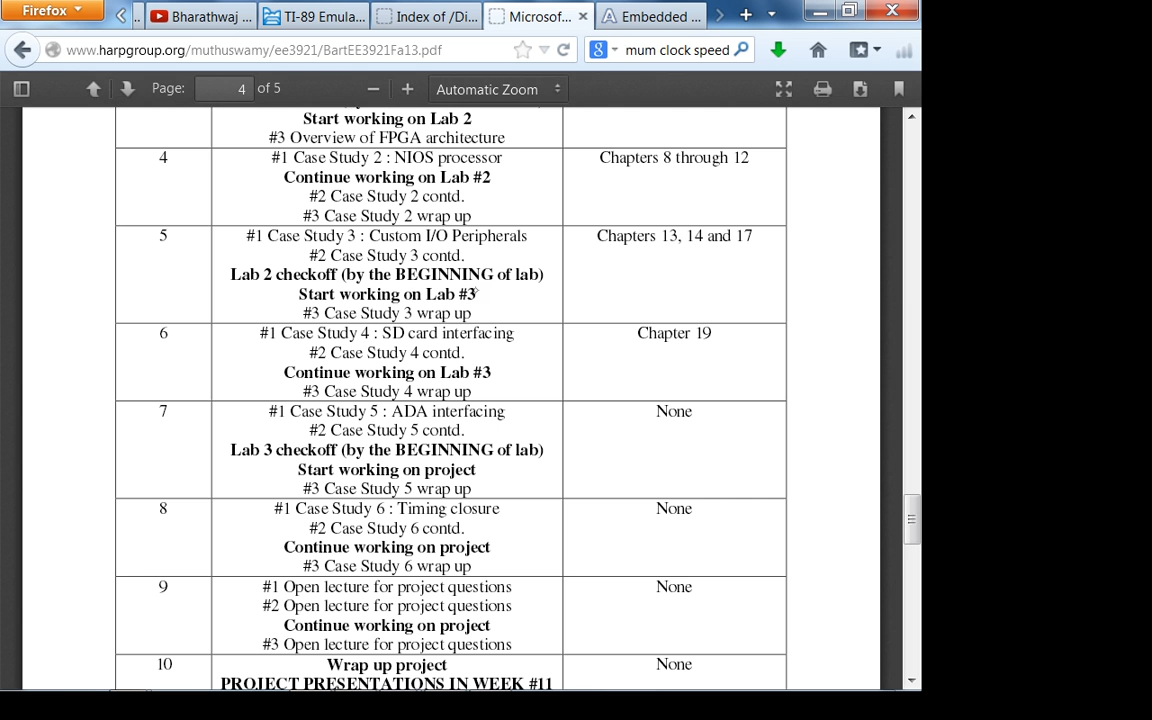 Firefox
..
Bharathwaj ...
TI-89 Emula...
Index of /Di...
Microsof...
Embedded ...
www.harpgroup.org/muthuswamy/ee3921/BartEE3921Fa13.pdf
mum clock speed
Page: 4 of 5
Automatic Zoom
Start working on Lab 2
#3 Overview of FPGA architecture
4
#1 Case Study 2 : NIOS processor
Chapters 8 through 12
Continue working on Lab #2
#2 Case Study 2 contd.
#3 Case Study 2 wrap up
5
#1 Case Study 3 : Custom I/O Peripherals
Chapters 13, 14 and 17
#2 Case Study 3 contd.
Lab 2 checkoff (by the BEGINNING of lab)
Start working on Lab #3
#3 Case Study 3 wrap up
6
#1 Case Study 4 : SD card interfacing
Chapter 19
#2 Case Study 4 contd.
Continue working on Lab #3
#3 Case Study 4 wrap up
7
#1 Case Study 5 : ADA interfacing
None
#2 Case Study 5 contd.
Lab 3 checkoff (by the BEGINNING of lab)
Start working on project
#3 Case Study 5 wrap up
8
#1 Case Study 6 : Timing closure
None
#2 Case Study 6 contd.
Continue working on project
#3 Case Study 6 wrap up
9
#1 Open lecture for project questions
None
#2 Open lecture for project questions
Continue working on project
#3 Open lecture for project questions
10
Wrap up project
None
PROJECT PRESENTATIONS IN WEEK #11